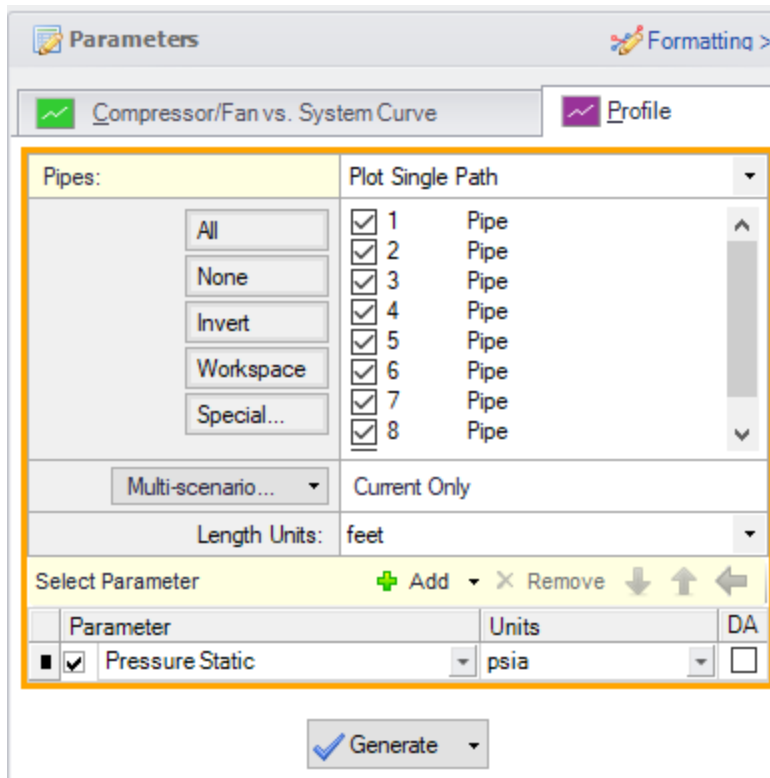 Parameters Formatting >
Compressor/Fan vs. System Curve Profile
Pipes: Plot Single Path
All
None
Invert
Workspace
Special...
1 Pipe
2 Pipe
3 Pipe
4 Pipe
5 Pipe
6 Pipe
7 Pipe
8 Pipe
Multi-scenario... Current Only
Length Units: feet
Select Parameter Add Remove
Parameter Units DA
Pressure Static psia
Generate